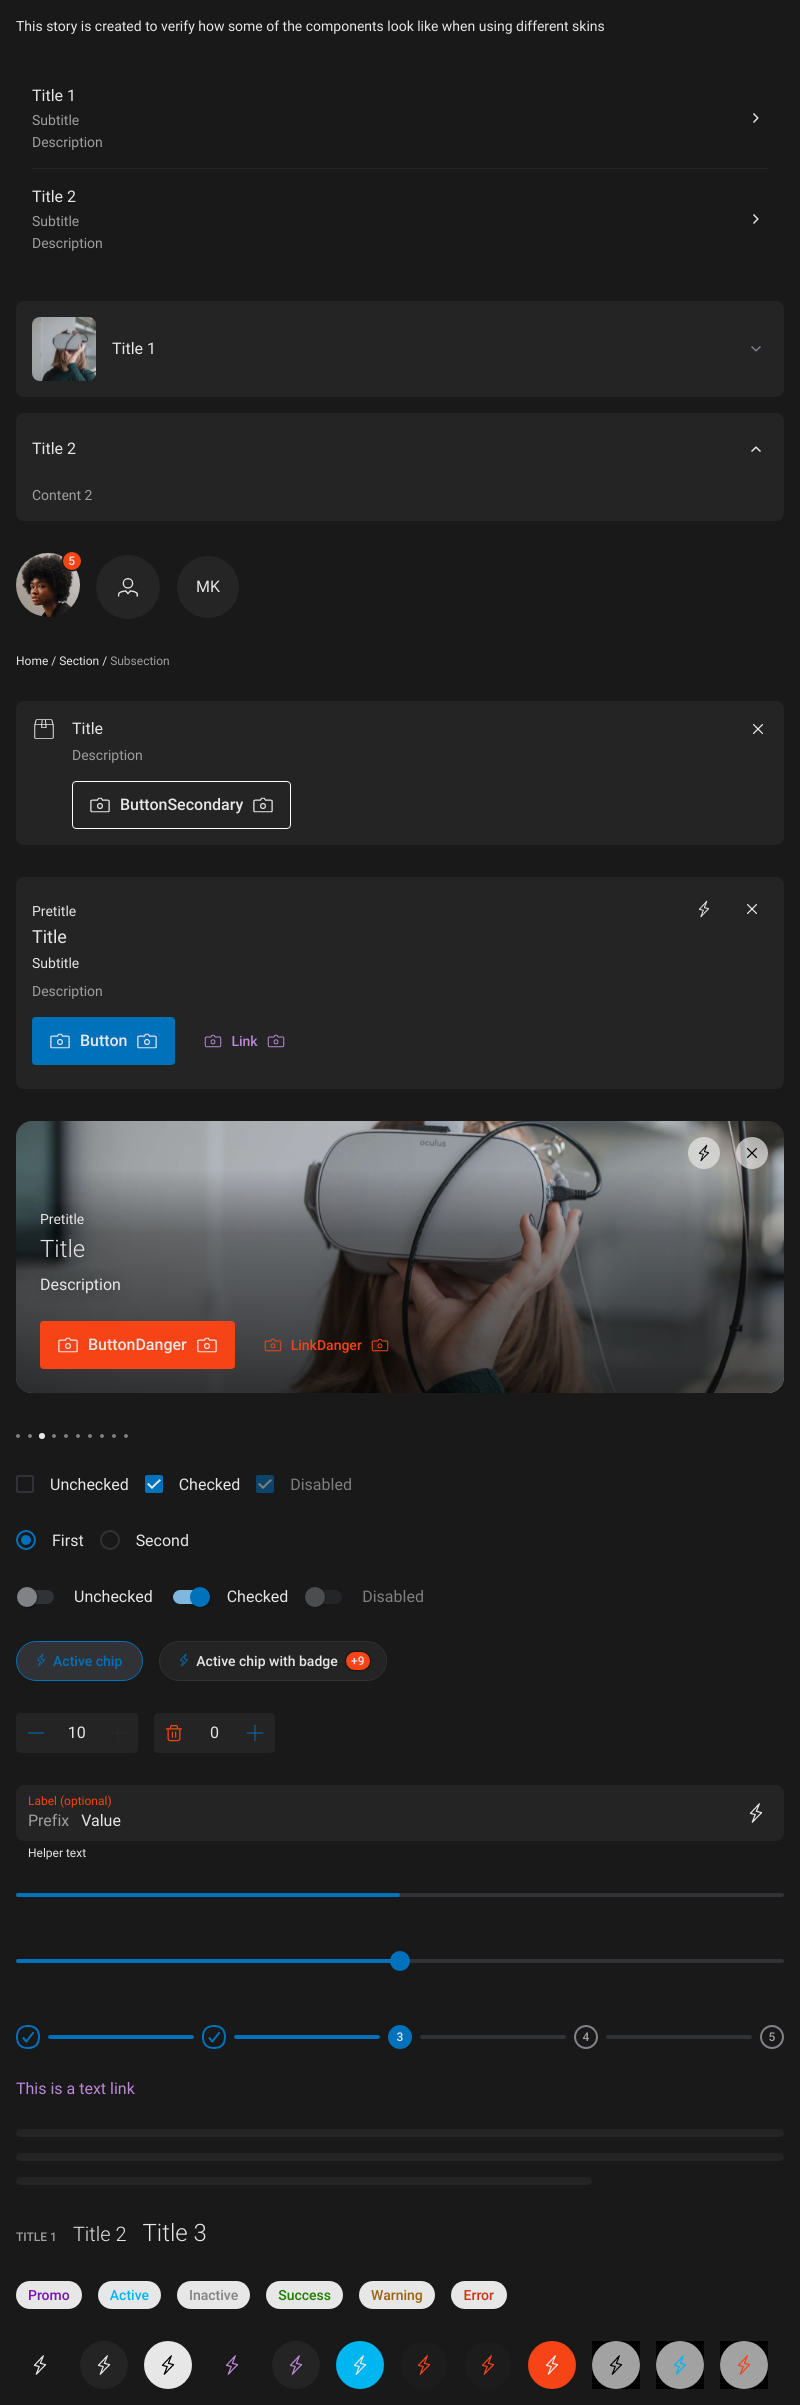 This story is created to verify how some of the components look like when using different skins
Title 1
Subtitle
Description
Title 2
Subtitle
Description
Title 1
Title 2
Content 2
5
MK
Home / Section / Subsection
Title
Description
ButtonSecondary
Pretitle
Title
Subtitle
Description
Button Link
oculus
Pretitle
Title
Description
ButtonDanger LinkDanger
Unchecked Checked Disabled
First Second
Unchecked Checked Disabled
Active chip Active chip with badge +9
10 0
Label (optional)
Prefix Value
Helper text
3 4 5
This is a text link
TITLE 1 Title 2 Title 3
Promo Active Inactive Success Warning Error